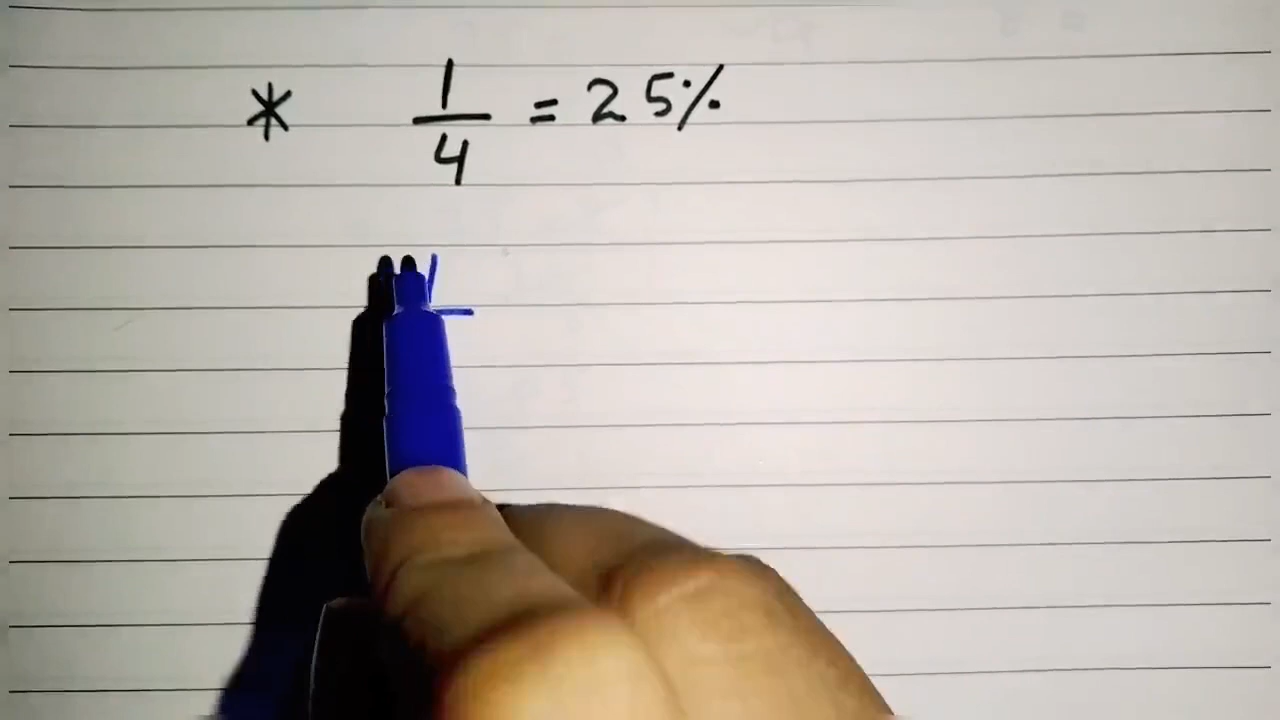 * 1/4 = 25%